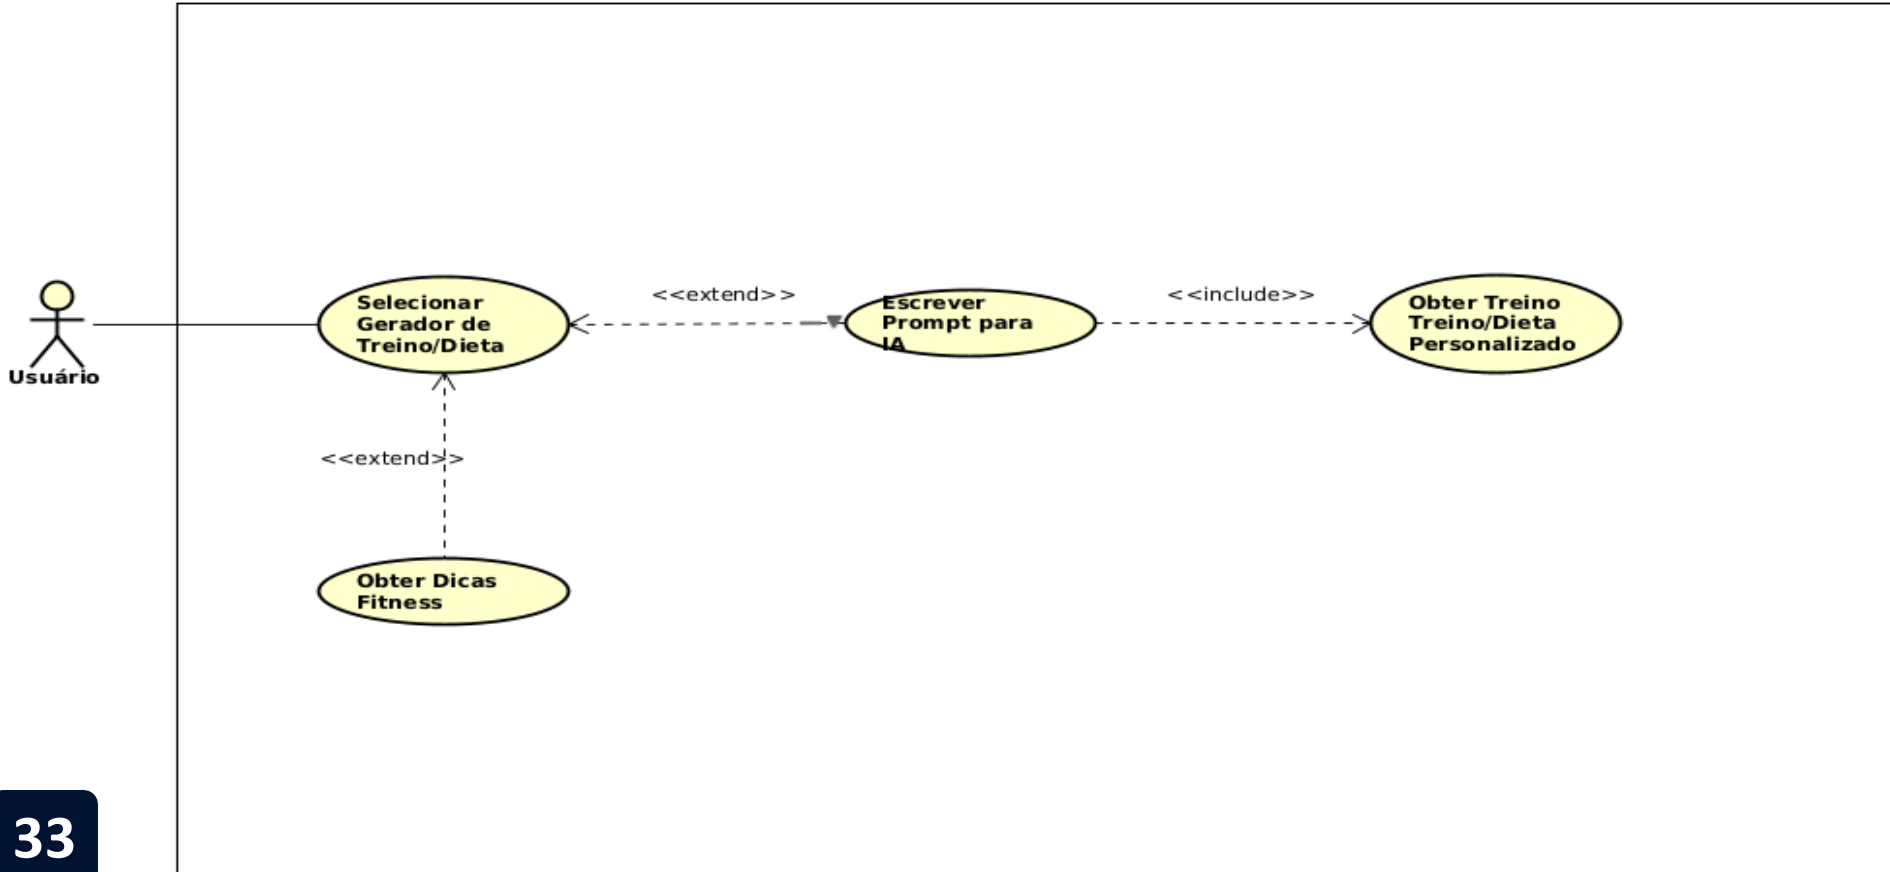 Usuário
Selecionar
Gerador de
Treino/Dieta
<<extend>>
Escrever
Prompt para
IA
<<include>>
Obter Treino
Treino/Dieta
Personalizado
<<extend>>
Obter Dicas
Fitness
33